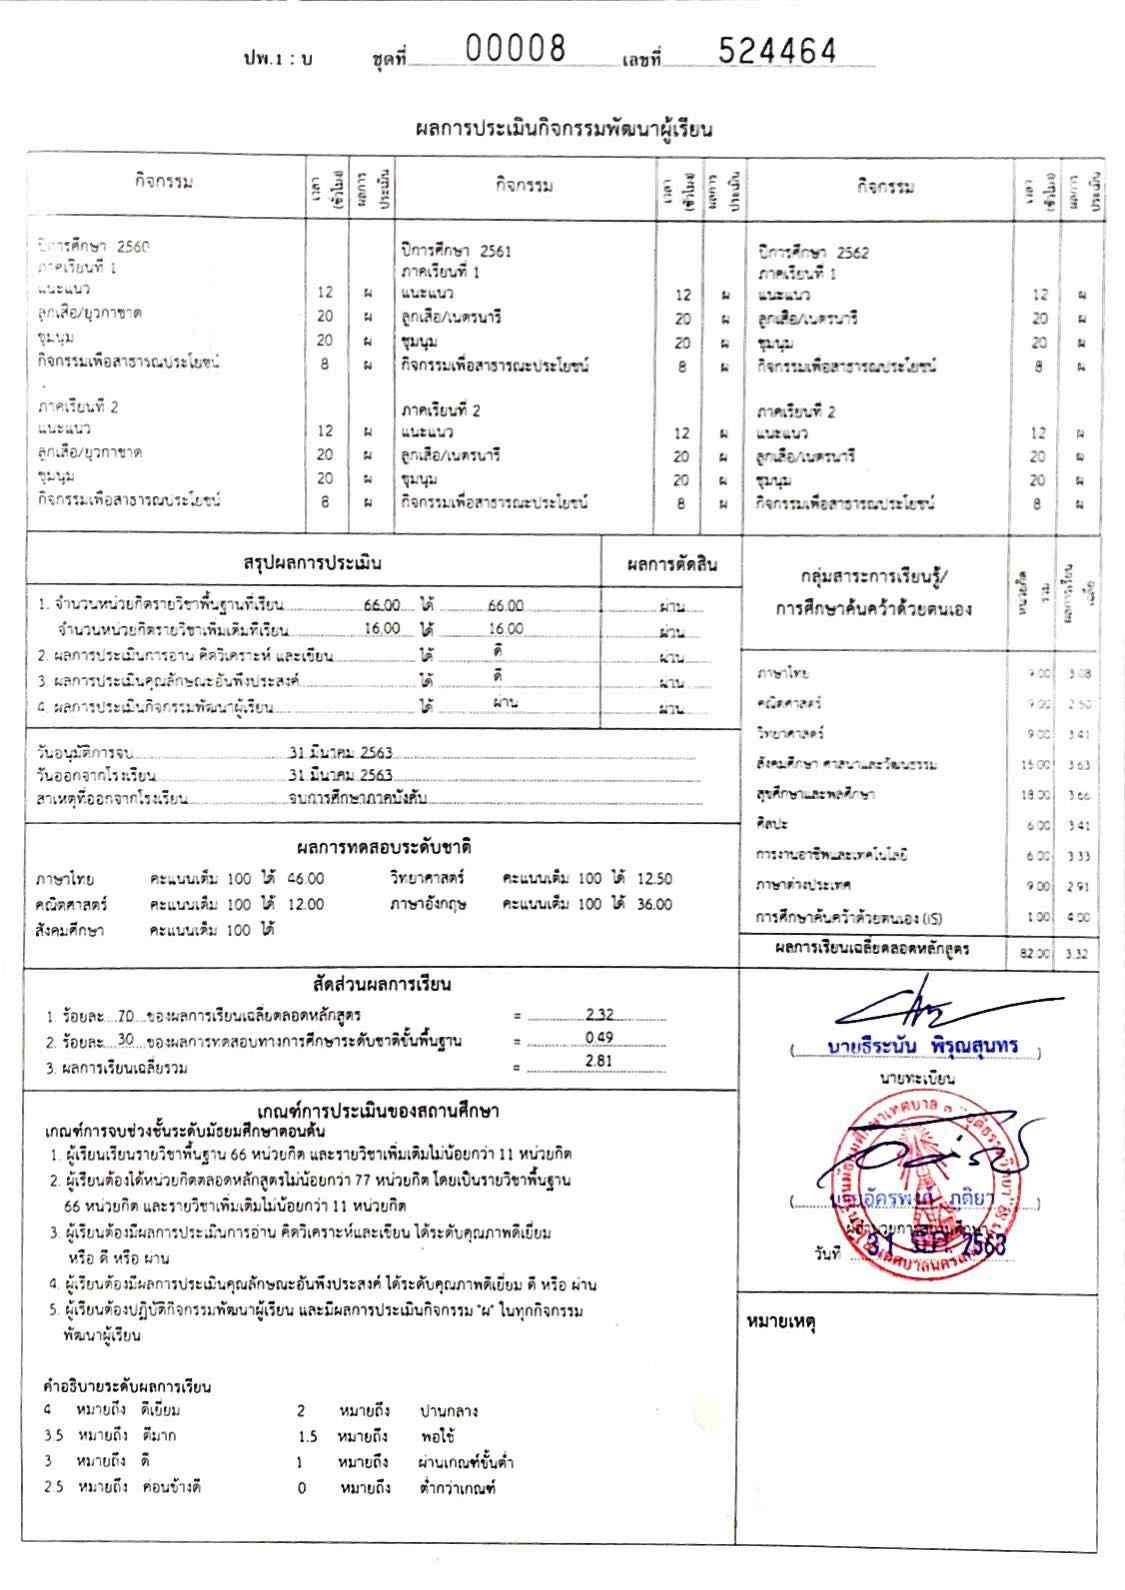 ปพ.1 : บ ชุดที่ 00008 เลขที่ 524464
ผลการประเมินกิจกรรมพัฒนาผู้เรียน
กิจกรรม เวลา (ชั่วโมง) ผลการประเมิน กิจกรรม เวลา (ชั่วโมง) ผลการประเมิน กิจกรรม เวลา (ชั่วโมง) ผลการประเมิน
ปีการศึกษา 2560
ภาคเรียนที่ 1
แนะแนว 12 ผ
ลูกเสือ/ยุวกาชาด 20 ผ
ชุมนุม 20 ผ
กิจกรรมเพื่อสาธารณประโยชน์ 8 ผ
ภาคเรียนที่ 2
แนะแนว 12 ผ
ลูกเสือ/ยุวกาชาด 20 ผ
ชุมนุม 20 ผ
กิจกรรมเพื่อสาธารณประโยชน์ 8 ผ
ปีการศึกษา 2561
ภาคเรียนที่ 1
แนะแนว 12 ผ
ลูกเสือ/เนตรนารี 20 ผ
ชุมนุม 20 ผ
กิจกรรมเพื่อสาธารณะประโยชน์ 8 ผ
ภาคเรียนที่ 2
แนะแนว 12 ผ
ลูกเสือ/เนตรนารี 20 ผ
ชุมนุม 20 ผ
กิจกรรมเพื่อสาธารณะประโยชน์ 8 ผ
ปีการศึกษา 2562
ภาคเรียนที่ 1
แนะแนว 12 ผ
ลูกเสือ/เนตรนารี 20 ผ
ชุมนุม 20 ผ
กิจกรรมเพื่อสาธารณประโยชน์ 8 ผ
ภาคเรียนที่ 2
แนะแนว 12 ผ
ลูกเสือ/เนตรนารี 20 ผ
ชุมนุม 20 ผ
กิจกรรมเพื่อสาธารณประโยชน์ 8 ผ
สรุปผลการประเมิน ผลการตัดสิน
1. จำนวนหน่วยกิตรายวิชาพื้นฐานที่เรียน 66.00 ได้ 66.00 ผ่าน
จำนวนหน่วยกิตรายวิชาเพิ่มเติมที่เรียน 16.00 ได้ 16.00 ผ่าน
2. ผลการประเมินการอ่าน คิดวิเคราะห์ และเขียน ได้ ดี ผ่าน
3. ผลการประเมินคุณลักษณะอันพึงประสงค์ ได้ ดี ผ่าน
4. ผลการประเมินกิจกรรมพัฒนาผู้เรียน ได้ ผ่าน ผ่าน
วันอนุมัติการจบ 31 มีนาคม 2563
วันออกจากโรงเรียน 31 มีนาคม 2563
สาเหตุที่ออกจากโรงเรียน จบการศึกษาภาคบังคับ
ผลการทดสอบระดับชาติ
ภาษาไทย คะแนนเต็ม 100 ได้ 46.00 วิทยาศาสตร์ คะแนนเต็ม 100 ได้ 12.50
คณิตศาสตร์ คะแนนเต็ม 100 ได้ 12.00 ภาษาอังกฤษ คะแนนเต็ม 100 ได้ 36.00
สังคมศึกษา คะแนนเต็ม 100 ได้
สัดส่วนผลการเรียน
1 ร้อยละ 70 ของผลการเรียนเฉลี่ยตลอดหลักสูตร = 2.32
2. ร้อยละ 30 ของผลการทดสอบทางการศึกษาระดับชาติขั้นพื้นฐาน = 0.49
3. ผลการเรียนเฉลี่ยรวม = 2.81
เกณฑ์การประเมินของสถานศึกษา
เกณฑ์การจบช่วงชั้นระดับมัธยมศึกษาตอนต้น
1. ผู้เรียนเรียนรายวิชาพื้นฐาน 66 หน่วยกิต และรายวิชาเพิ่มเติมไม่น้อยกว่า 11 หน่วยกิต
2. ผู้เรียนต้องได้หน่วยกิตตลอดหลักสูตรไม่น้อยกว่า 77 หน่วยกิต โดยเป็นรายวิชาพื้นฐาน
66 หน่วยกิต และรายวิชาเพิ่มเติมไม่น้อยกว่า 11 หน่วยกิต
3. ผู้เรียนต้องมีผลการประเมินการอ่าน คิดวิเคราะห์และเขียน ได้ระดับคุณภาพดีเยี่ยม
หรือ ดี หรือ ผ่าน
4. ผู้เรียนต้องมีผลการประเมินคุณลักษณะอันพึงประสงค์ ได้ระดับคุณภาพดีเยี่ยม ดี หรือ ผ่าน
5. ผู้เรียนต้องปฏิบัติกิจกรรมพัฒนาผู้เรียน และมีผลการประเมินกิจกรรม "ผ" ในทุกกิจกรรม
พัฒนาผู้เรียน
คำอธิบายระดับผลการเรียน
4 หมายถึง ดีเยี่ยม 2 หมายถึง ปานกลาง
3.5 หมายถึง ดีมาก 1.5 หมายถึง พอใช้
3 หมายถึง ดี 1 หมายถึง ผ่านเกณฑ์ขั้นต่ำ
2.5 หมายถึง ค่อนข้างดี 0 หมายถึง ต่ำกว่าเกณฑ์
กลุ่มสาระการเรียนรู้/ การศึกษาค้นคว้าด้วยตนเอง หน่วยกิตรวม ผลการเรียนเฉลี่ย
ภาษาไทย 9.00 3.08
คณิตศาสตร์ 9.00 2.50
วิทยาศาสตร์ 9.00 3.41
สังคมศึกษา ศาสนาและวัฒนธรรม 15.00 3.63
สุขศึกษาและพลศึกษา 18.00 3.66
ศิลปะ 6.00 3.41
การงานอาชีพและเทคโนโลยี 6.00 3.33
ภาษาต่างประเทศ 9.00 2.91
การศึกษาค้นคว้าด้วยตนเอง (IS) 1.00 4.00
ผลการเรียนเฉลี่ยตลอดหลักสูตร 82.00 3.32
( นายธีระนัน พิรุณสุนทร )
นายทะเบียน
( นายอัครพงศ์ ภูติยา )
ผู้อำนวยการสถานศึกษา
วันที่ 31 มี.ค. 2563
หมายเหตุ